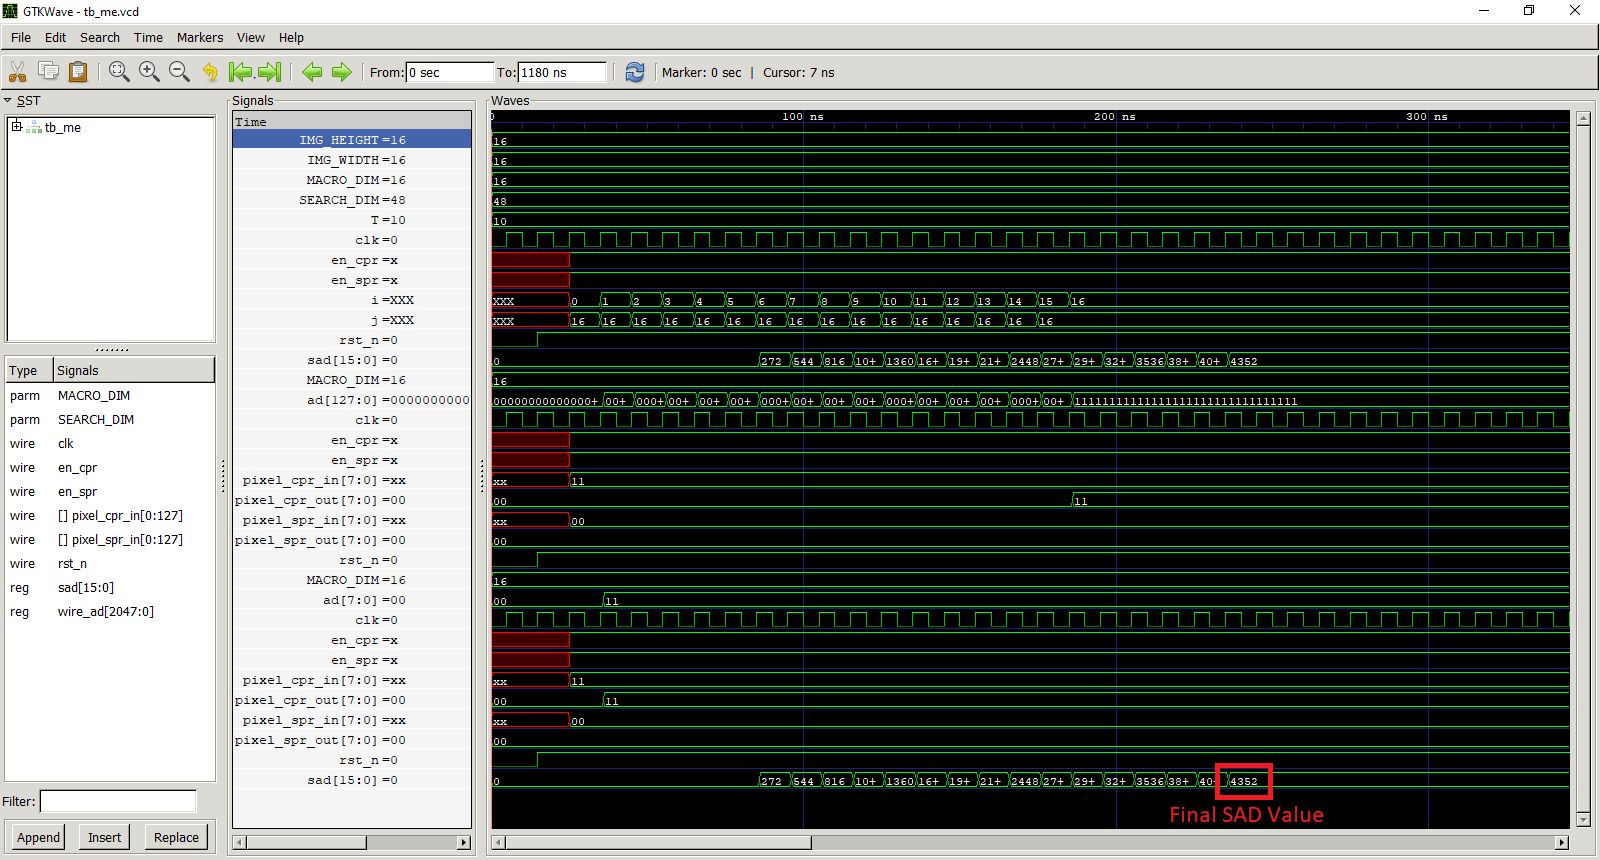 GTKWave - tb_me.vcd
File Edit Search Time Markers View Help
From: 0 sec To: 1180 ns Marker: 0 sec | Cursor: 7 ns
SST
tb_me
Type Signals
parm MACRO_DIM
parm SEARCH_DIM
wire clk
wire en_cpr
wire en_spr
wire [] pixel_cpr_in[0:127]
wire [] pixel_spr_in[0:127]
wire rst_n
reg sad[15:0]
reg wire_ad[2047:0]
Filter:
Append Insert Replace
Signals
Time
IMG_HEIGHT=16
IMG_WIDTH=16
MACRO_DIM=16
SEARCH_DIM=48
T=10
clk=0
en_cpr=x
en_spr=x
i=XXX
j=XXX
rst_n=0
sad[15:0]=0
MACRO_DIM=16
ad[127:0]=0000000000
clk=0
en_cpr=x
en_spr=x
pixel_cpr_in[7:0]=xx
pixel_cpr_out[7:0]=00
pixel_spr_in[7:0]=xx
pixel_spr_out[7:0]=00
rst_n=0
MACRO_DIM=16
ad[7:0]=00
clk=0
en_cpr=x
en_spr=x
pixel_cpr_in[7:0]=xx
pixel_cpr_out[7:0]=00
pixel_spr_in[7:0]=xx
pixel_spr_out[7:0]=00
rst_n=0
sad[15:0]=0
Waves
0 100 ns 200 ns 300 ns
16
16
16
48
10
XXX 0 1 2 3 4 5 6 7 8 9 10 11 12 13 14 15 16
XXX 16 16 16 16 16 16 16 16 16 16 16 16 16 16 16 16
0 272 544 816 10+ 1360 16+ 19+ 21+ 2448 27+ 29+ 32+ 3536 38+ 40+ 4352
16
00000000000000+ 00+ 000+ 00+ 00+ 00+ 000+ 00+ 00+ 000+ 00+ 00+ 000+ 00+ 000+ 00+ 11111111111111111111111111111111
xx 11
00 11
xx 00
00
16
00 11
xx 11
00 11
xx 00
00
0 272 544 816 10+ 1360 16+ 19+ 21+ 2448 27+ 29+ 32+ 3536 38+ 40+ 4352
Final SAD Value